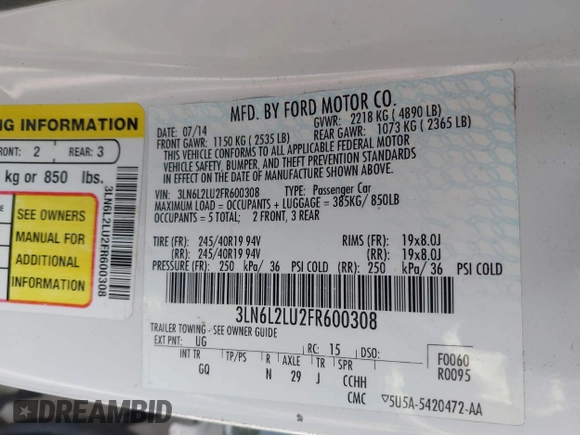 NG INFORMATION
FRONT: 2 REAR: 3
kg or 850 lbs.
SEE OWNERS
MANUAL FOR
ADDITIONAL
INFORMATION
3LN6L2LU2FR600308
MFD. BY FORD MOTOR CO.
DATE: 07/14 GVWR: 2218 KG ( 4890 LB)
FRONT GAWR: 1150 KG ( 2535 LB) REAR GAWR: 1073 KG ( 2365 LB)
THIS VEHICLE CONFORMS TO ALL APPLICABLE FEDERAL MOTOR
VEHICLE SAFETY, BUMPER, AND THEFT PREVENTION STANDARDS
IN EFFECT ON THE DATE OF MANUFACTURE SHOWN ABOVE.
VIN: 3LN6L2LU2FR600308 TYPE: Passenger Car
MAXIMUM LOAD = OCCUPANTS + LUGGAGE = 385KG/ 850LB
OCCUPANTS = 5 TOTAL; 2 FRONT, 3 REAR
TIRE (FR): 245/40R19 94V RIMS (FR): 19x8.0J
(RR): 245/40R19 94V (RR): 19x8.0J
PRESSURE (FR): 250 kPa/ 36 PSI COLD (RR): 250 kPa/ 36 PSI COLD
3LN6L2LU2FR600308
TRAILER TOWING - SEE OWNER GUIDE
EXT PNT: UG RC: 15 DSO:
F0060
R0095
INT TR TP/PS R AXLE TR SPR
GQ N 29 J CCHH
CMC 5U5A-5420472-AA
DREAMBID